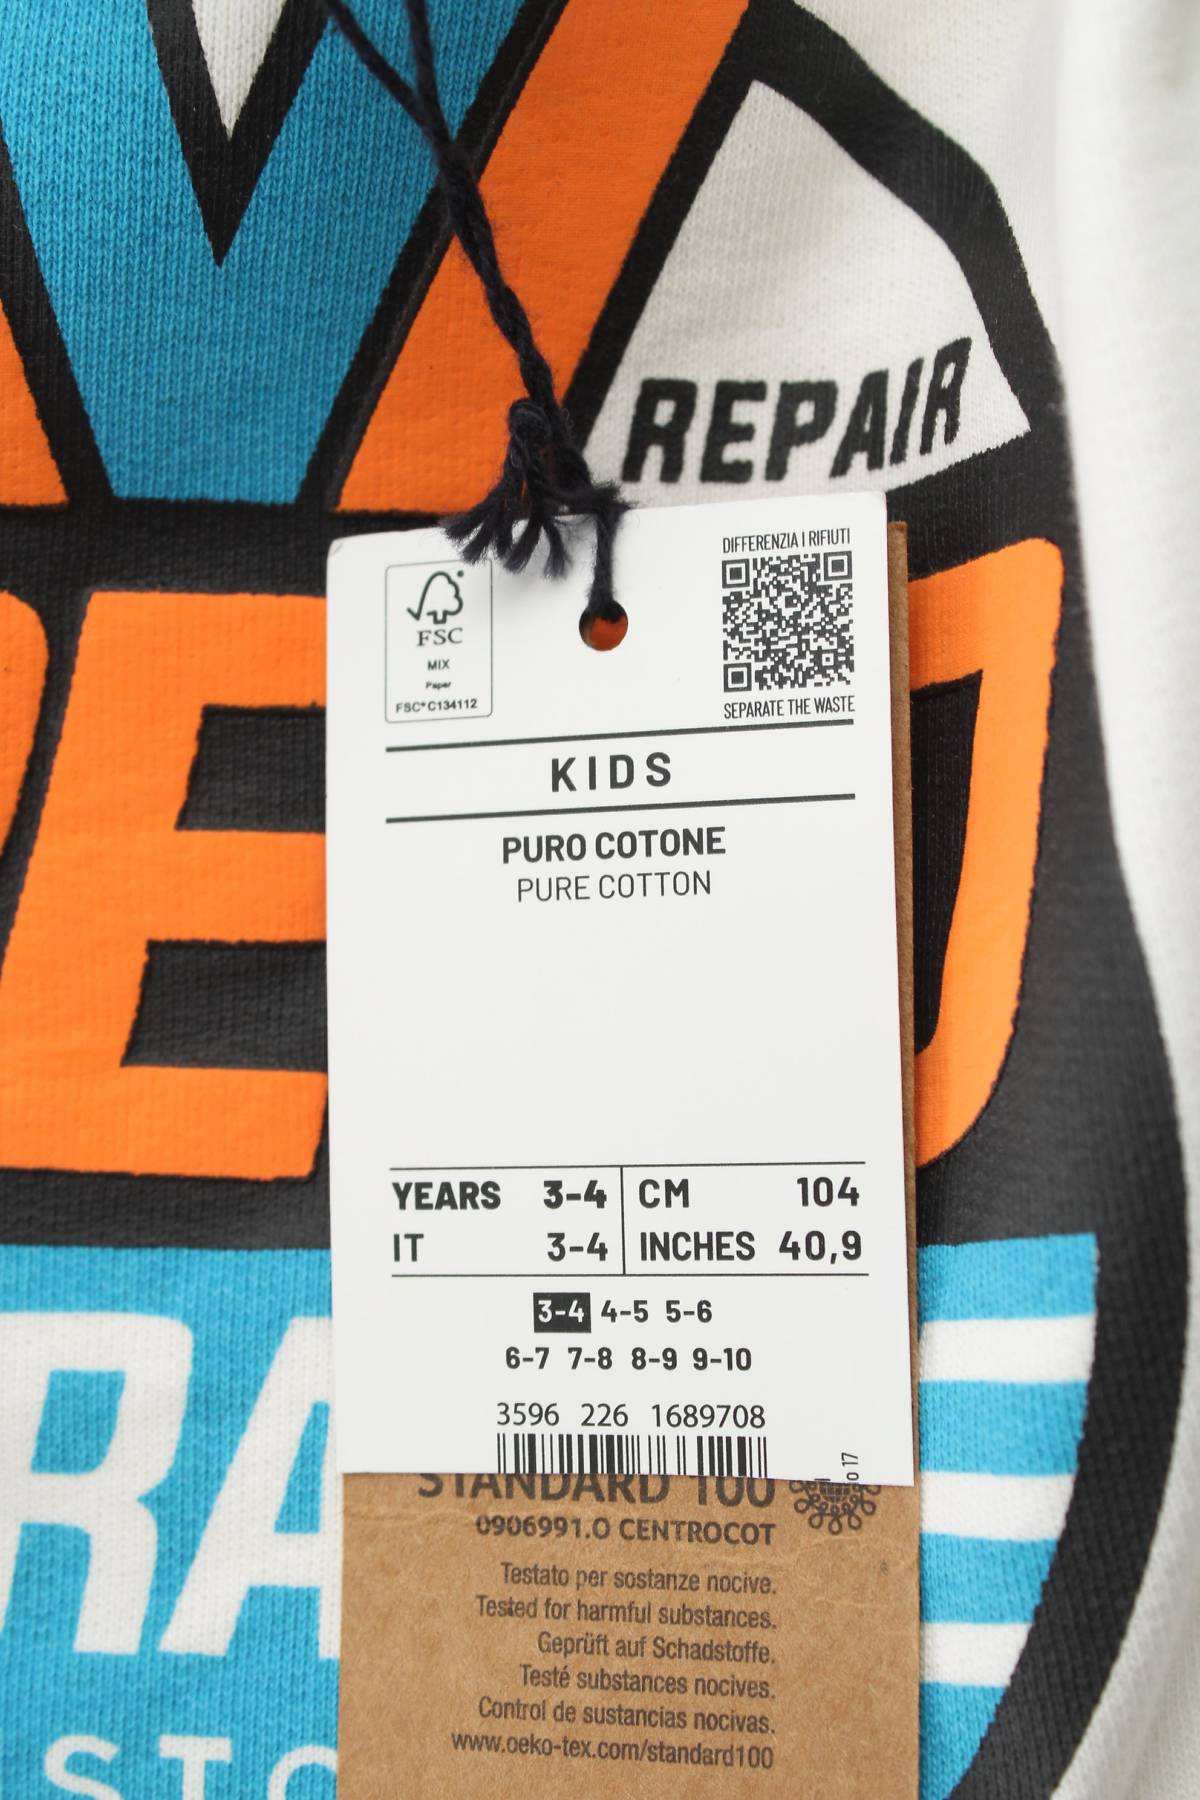 REPAIR
DIFFERENZIA I RIFIUTI
FSC
MIX
Paper
FSC® C134112
SEPARATE THE WASTE
KIDS
PURO COTONE
PURE COTTON
YEARS 3-4 CM 104
IT 3-4 INCHES 40,9
3-4 4-5 5-6
6-7 7-8 8-9 9-10
3596 226 1689708
o 17
STANDARD 100
0906991.O CENTROCOT
Testato per sostanze nocive.
Tested for harmful substances.
Geprüft auf Schadstoffe.
Testé substances nocives.
Control de sustancias nocivas.
www.oeko-tex.com/standard100
RA
STO